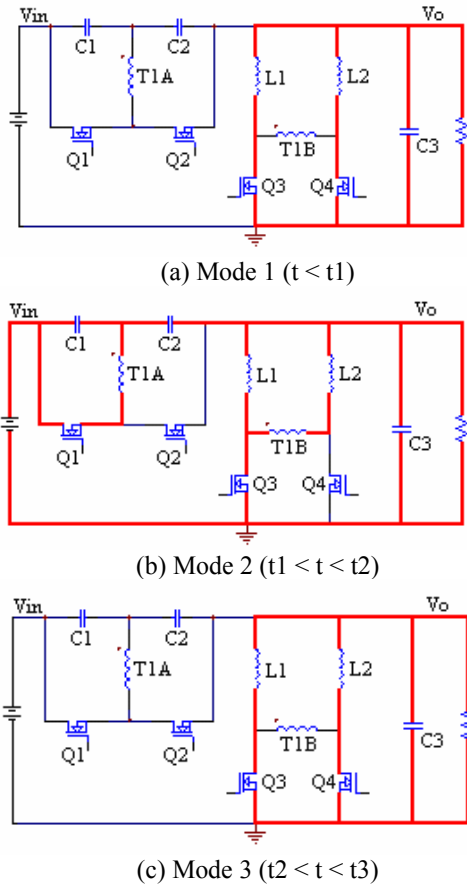 Vin Vo
C1 C2
T1A L1 L2
T1B C3
Q1 Q2 Q3 Q4
(a) Mode 1 (t < t1)
Vin Vo
C1 C2
T1A L1 L2
T1B C3
Q1 Q2 Q3 Q4
(b) Mode 2 (t1 < t < t2)
Vin Vo
C1 C2
T1A L1 L2
T1B C3
Q1 Q2 Q3 Q4
(c) Mode 3 (t2 < t < t3)